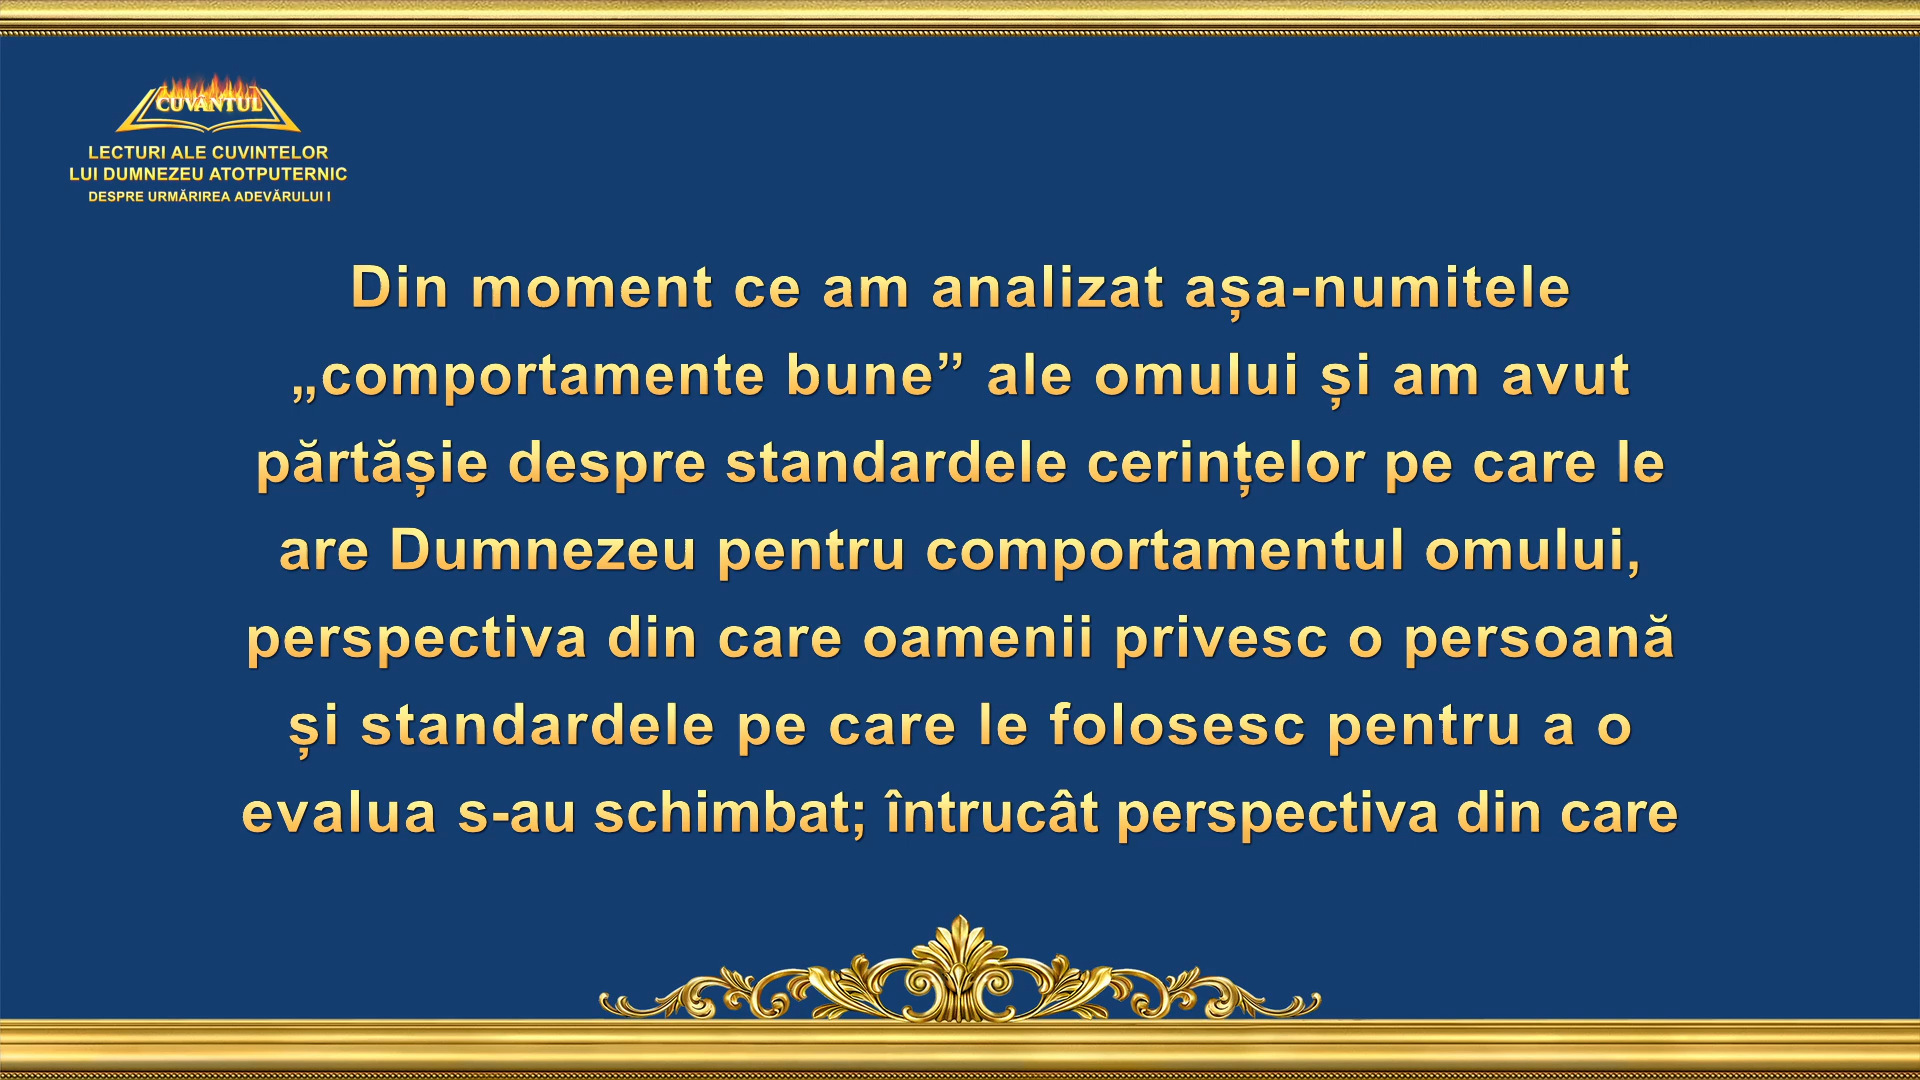 CUVÂNTUL
LECTURI ALE CUVINTELOR
LUI DUMNEZEU ATOTPUTERNIC
DESPRE URMĂRIREA ADEVĂRULUI I
Din moment ce am analizat așa-numitele
„comportamente bune” ale omului și am avut
părtășie despre standardele cerințelor pe care le
are Dumnezeu pentru comportamentul omului,
perspectiva din care oamenii privesc o persoană
și standardele pe care le folosesc pentru a o
evalua s-au schimbat; întrucât perspectiva din care